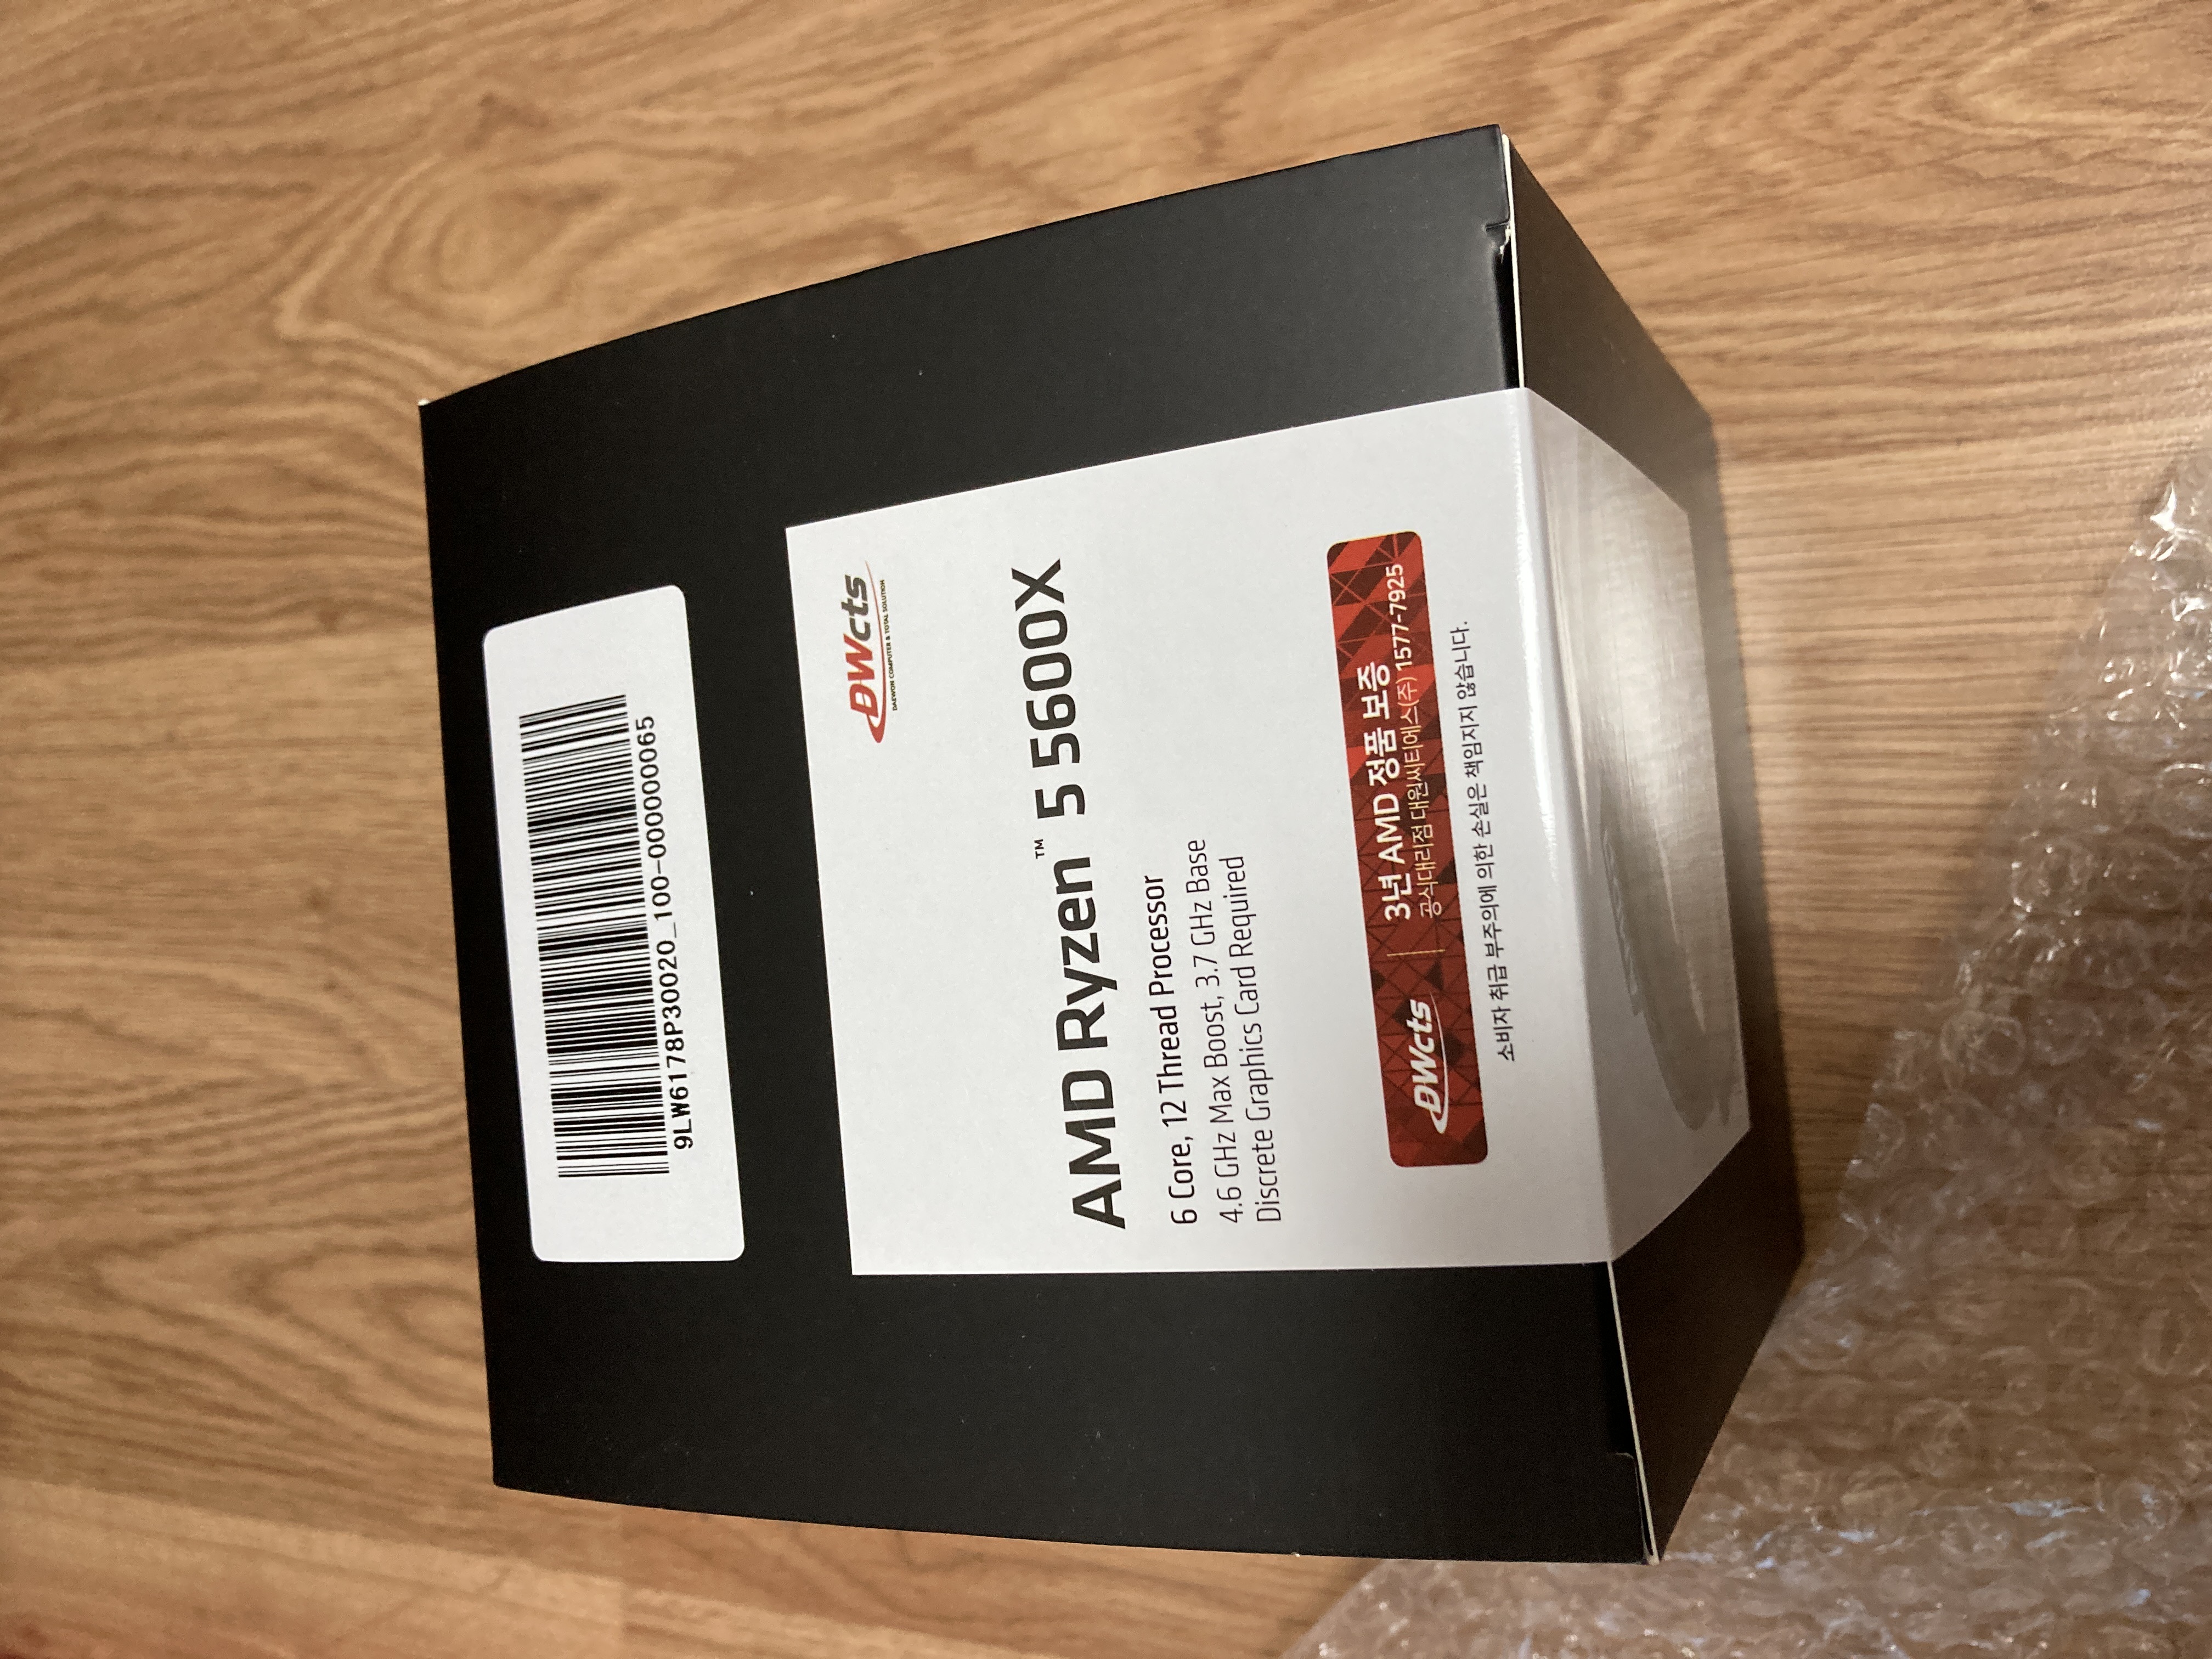 9LW6178P30020_100-000000065
DWcts
DAEWON COMPUTER & TOTAL SOLUTION
AMD Ryzen™ 5 5600X
6 Core, 12 Thread Processor
4.6 GHz Max Boost, 3.7 GHz Base
Discrete Graphics Card Required
DWcts
3년 AMD 정품 보증
공식대리점 대원씨티에스(주) 1577-7925
소비자 취급 부주의에 의한 손실은 책임지지 않습니다.